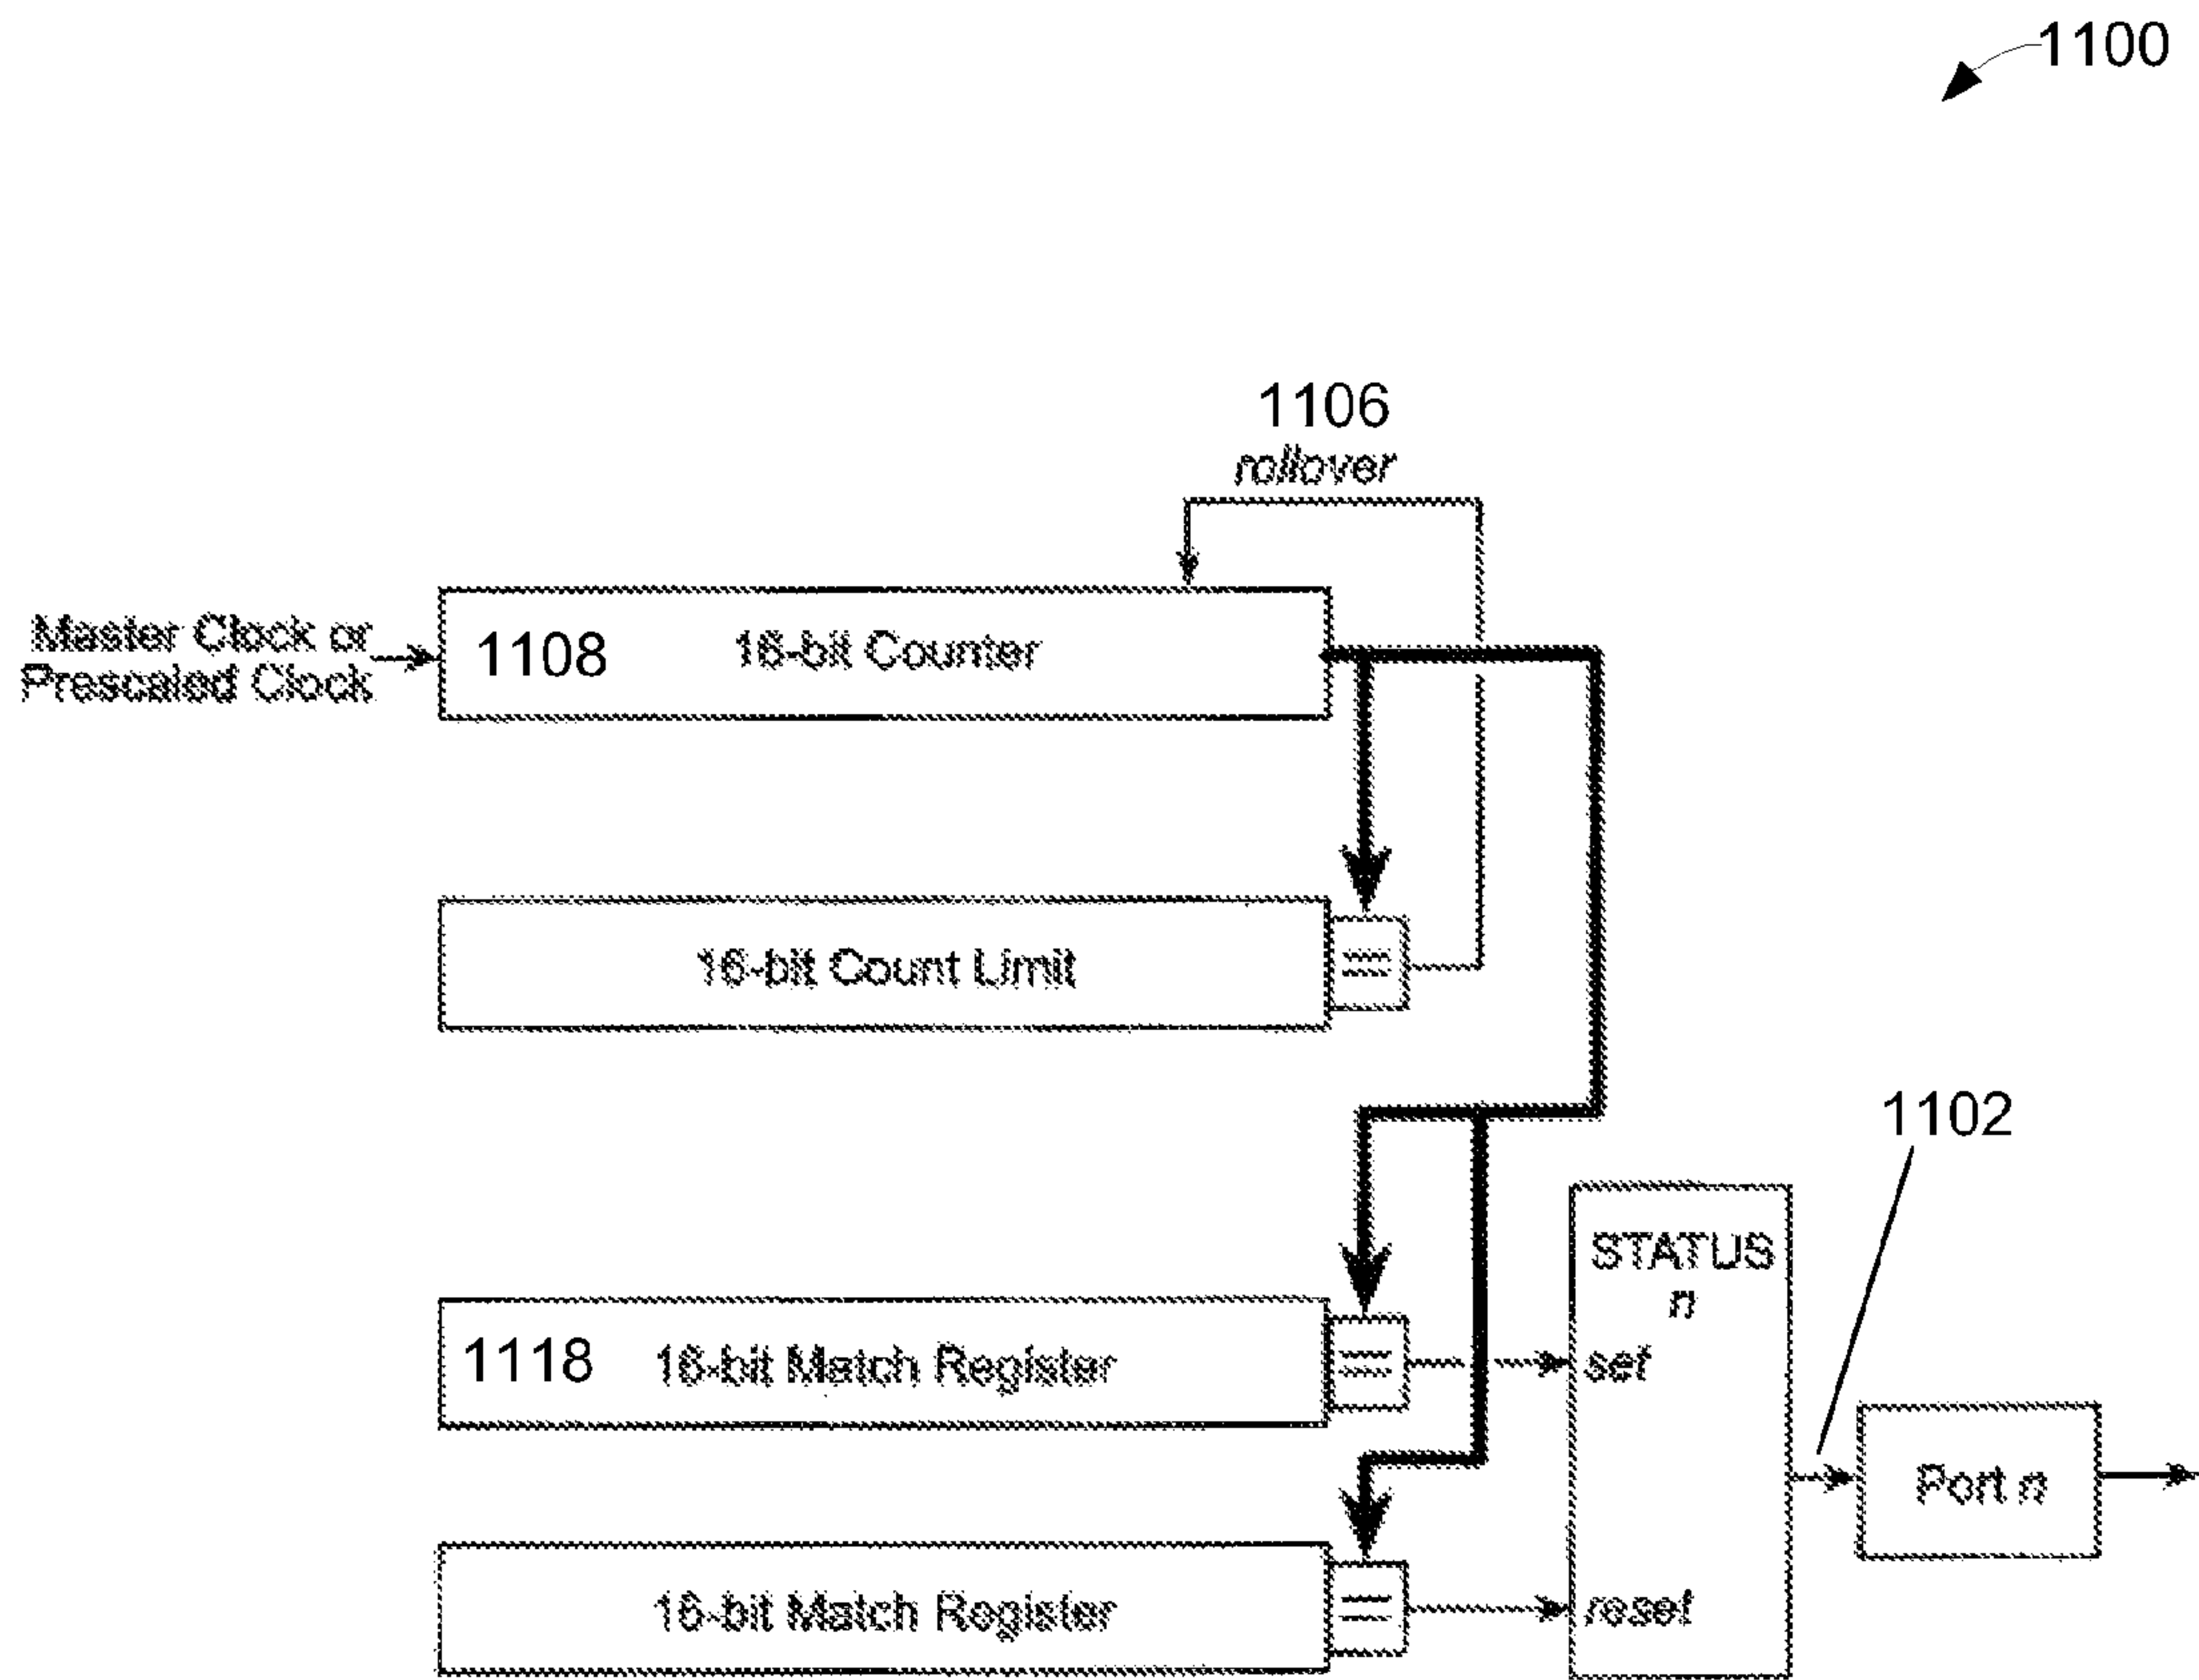 1100
1106
rollover
Master Clock or
Prescaled Clock
1108 16-bit Counter
16-bit Count Limit
1102
STATUS
n
1118 16-bit Match Register
set
Port n
16-bit Match Register
reset